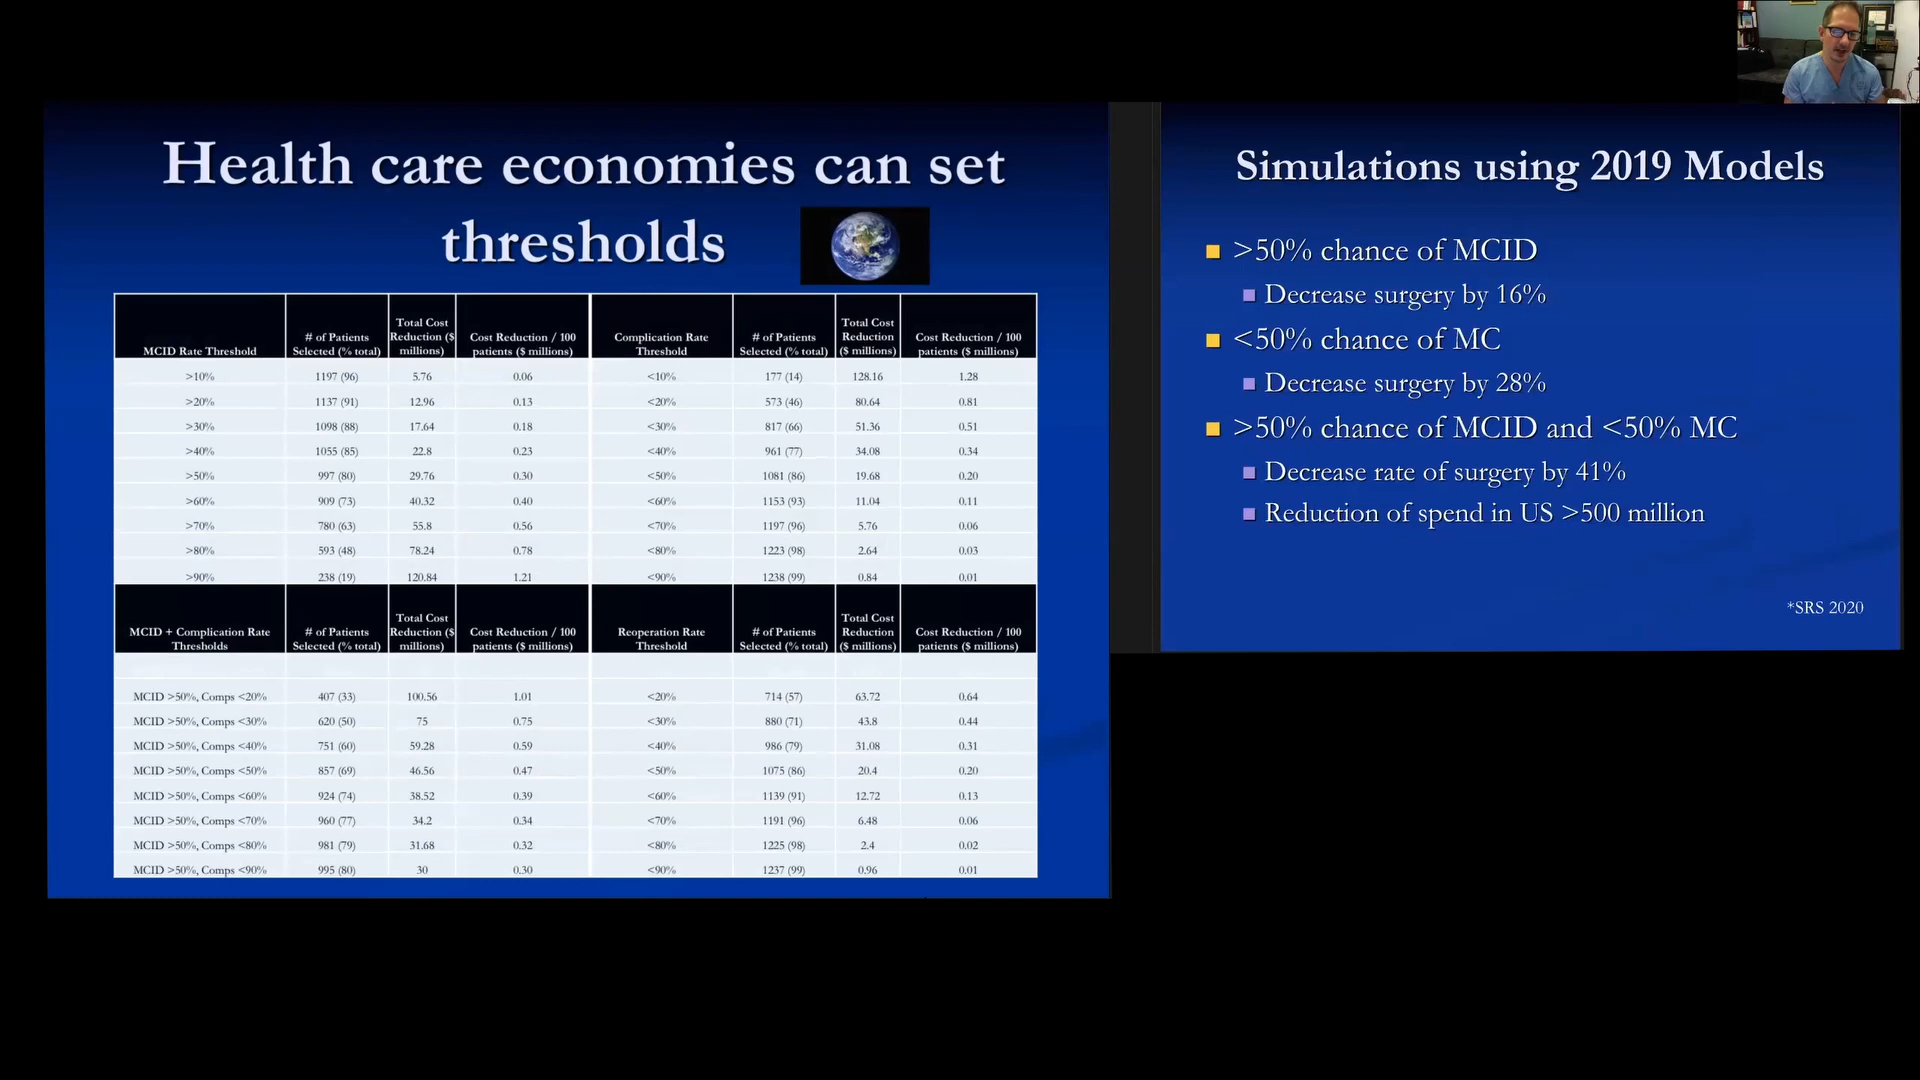 Health care economies can set
thresholds
MCID Rate Threshold | # of Patients Selected (% total) | Total Cost Reduction ($ millions) | Cost Reduction / 100 patients ($ millions) | Complication Rate Threshold | # of Patients Selected (% total) | Total Cost Reduction ($ millions) | Cost Reduction / 100 patients ($ millions)
>10% 1197 (96) 5.76 0.06 <10% 177 (14) 128.16 1.28
>20% 1137 (91) 12.96 0.13 <20% 573 (46) 80.64 0.81
>30% 1098 (88) 17.64 0.18 <30% 817 (66) 51.36 0.51
>40% 1055 (85) 22.8 0.23 <40% 961 (77) 34.08 0.34
>50% 997 (80) 29.76 0.30 <50% 1081 (86) 19.68 0.20
>60% 909 (73) 40.32 0.40 <60% 1153 (93) 11.04 0.11
>70% 780 (63) 55.8 0.56 <70% 1197 (96) 5.76 0.06
>80% 593 (48) 78.24 0.78 <80% 1223 (98) 2.64 0.03
>90% 238 (19) 120.84 1.21 <90% 1238 (99) 0.84 0.01
MCID + Complication Rate Thresholds | # of Patients Selected (% total) | Total Cost Reduction ($ millions) | Cost Reduction / 100 patients ($ millions) | Reoperation Rate Threshold | # of Patients Selected (% total) | Total Cost Reduction ($ millions) | Cost Reduction / 100 patients ($ millions)
MCID >50%, Comps <20% 407 (33) 100.56 1.01 <20% 714 (57) 63.72 0.64
MCID >50%, Comps <30% 620 (50) 75 0.75 <30% 880 (71) 43.8 0.44
MCID >50%, Comps <40% 751 (60) 59.28 0.59 <40% 986 (79) 31.08 0.31
MCID >50%, Comps <50% 857 (69) 46.56 0.47 <50% 1075 (86) 20.4 0.20
MCID >50%, Comps <60% 924 (74) 38.52 0.39 <60% 1139 (91) 12.72 0.13
MCID >50%, Comps <70% 960 (77) 34.2 0.34 <70% 1191 (96) 6.48 0.06
MCID >50%, Comps <80% 981 (79) 31.68 0.32 <80% 1225 (98) 2.4 0.02
MCID >50%, Comps <90% 995 (80) 30 0.30 <90% 1237 (99) 0.96 0.01
Simulations using 2019 Models
>50% chance of MCID
Decrease surgery by 16%
<50% chance of MC
Decrease surgery by 28%
>50% chance of MCID and <50% MC
Decrease rate of surgery by 41%
Reduction of spend in US >500 million
*SRS 2020